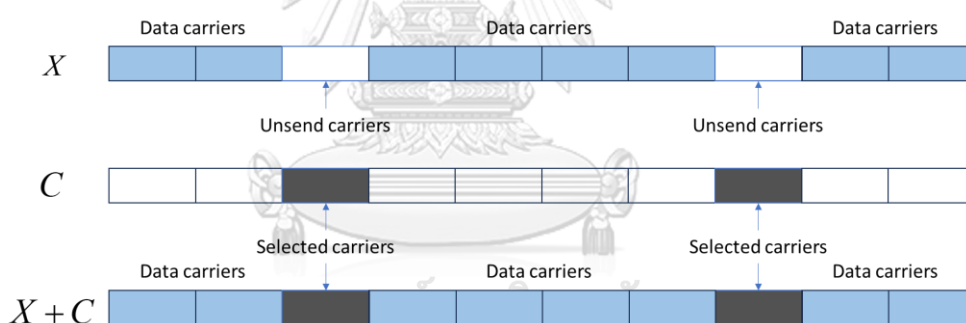 Data carriers Data carriers Data carriers
X
Unsend carriers Unsend carriers
C
Selected carriers Selected carriers
Data carriers Data carriers Data carriers
X + C